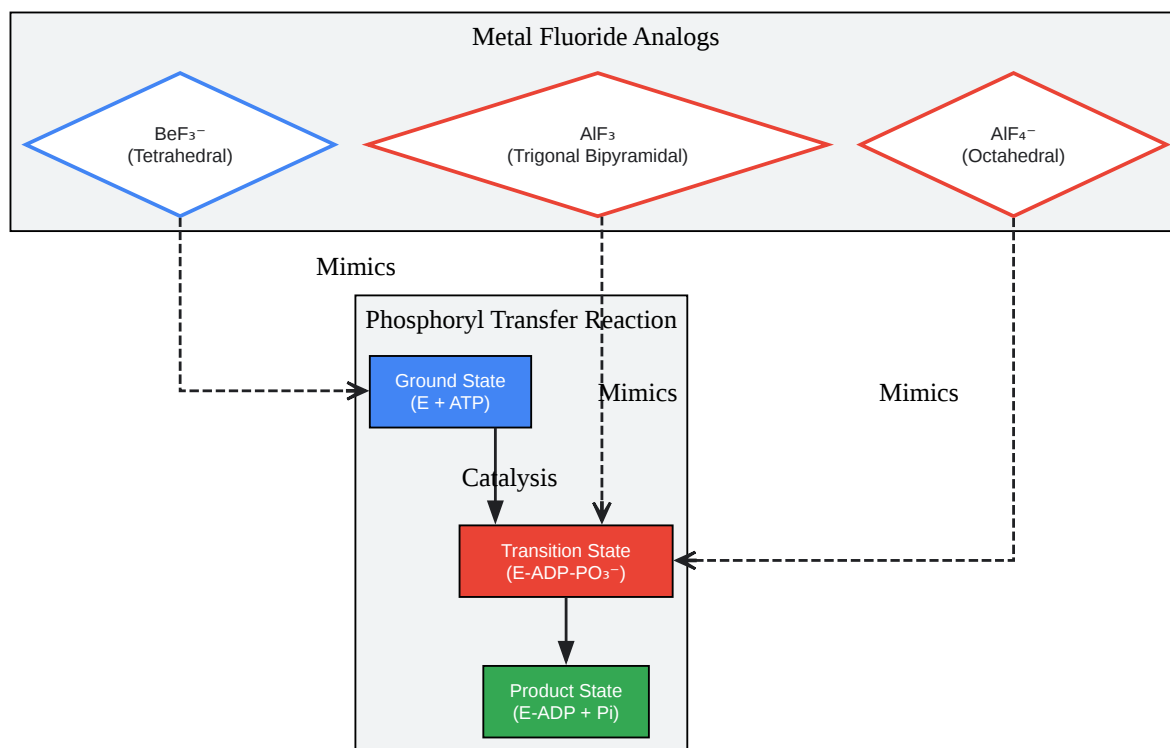 Metal Fluoride Analogs
BeF₃⁻
(Tetrahedral)
AlF₃
(Trigonal Bipyramidal)
AlF₄⁻
(Octahedral)
Mimics
Phosphoryl Transfer Reaction
Ground State
(E + ATP)
Mimics
Mimics
Catalysis
Transition State
(E-ADP-PO₃⁻)
Product State
(E-ADP + Pi)